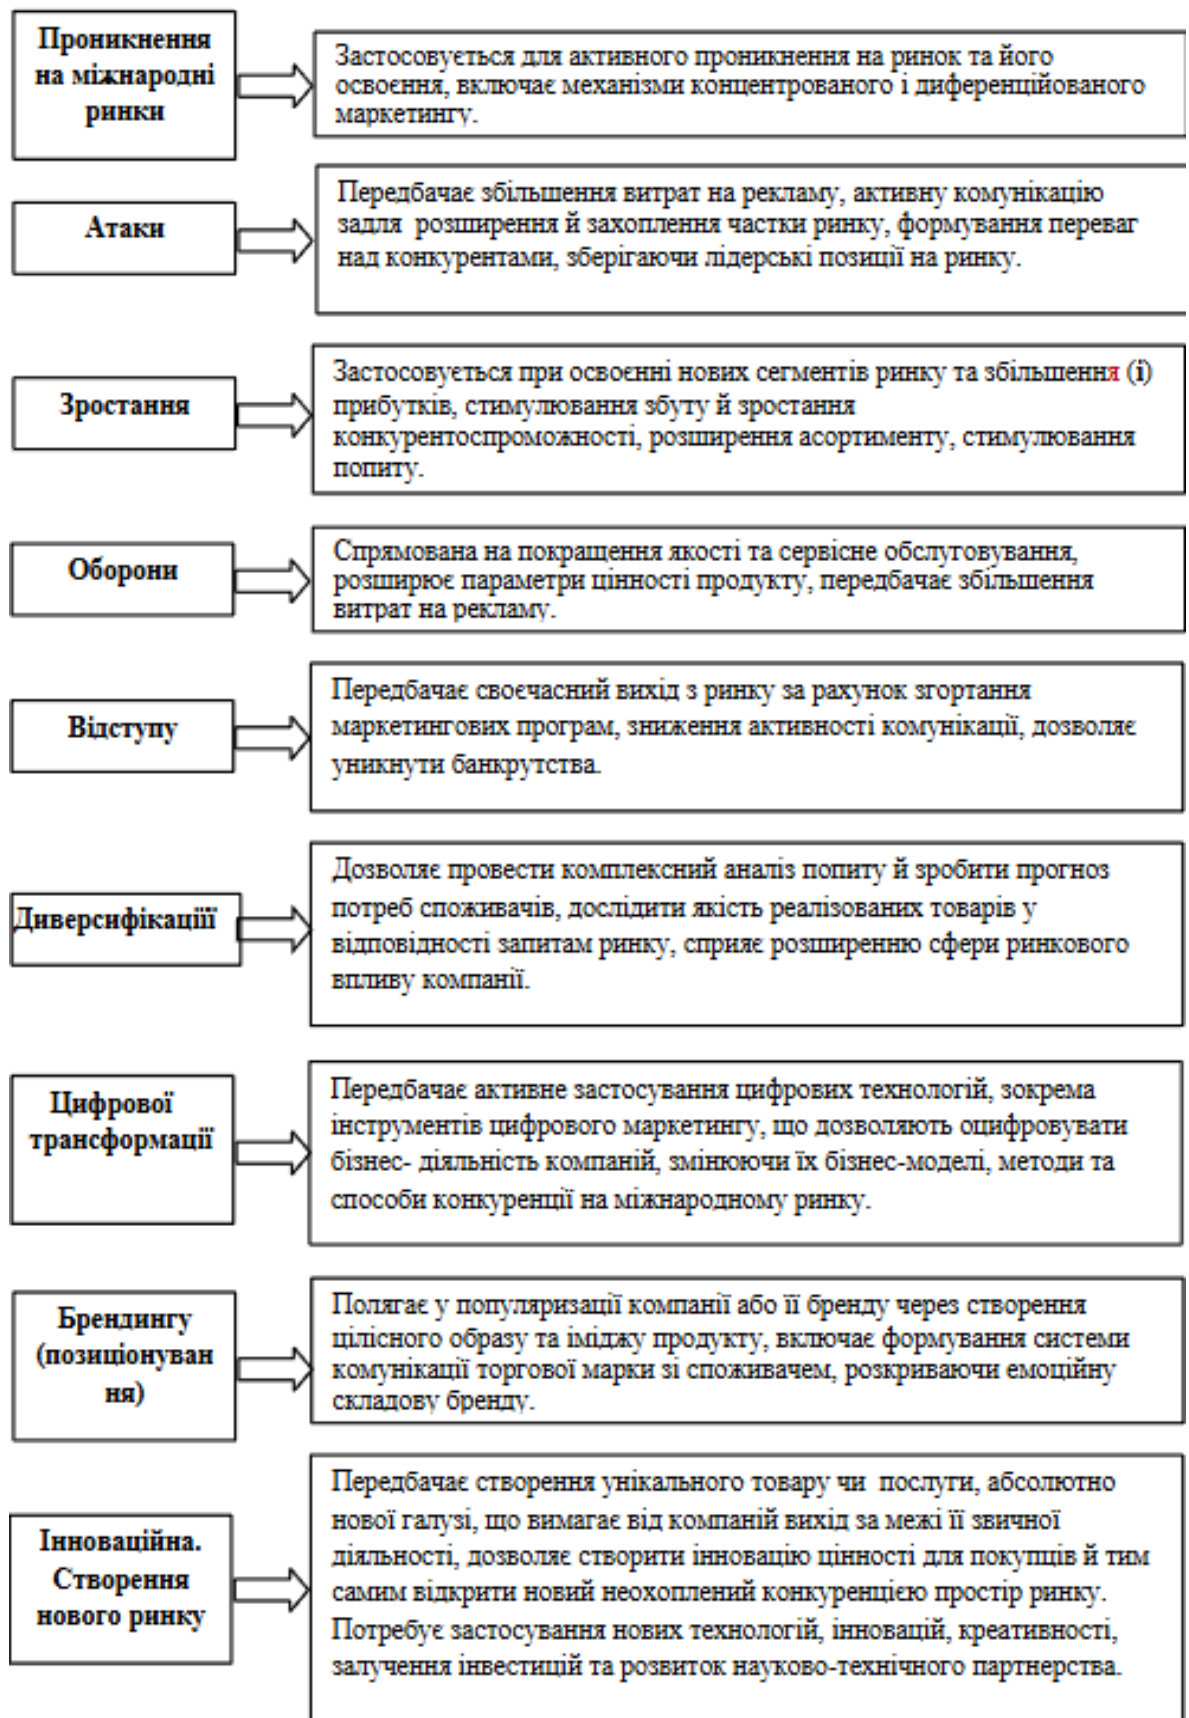 Проникнення
на міжнародні
ринки
Застосовується для активного проникнення на ринок та його
освоєння, включає механізми концентрованого і диференційованого
маркетингу.
Атаки
Передбачає збільшення витрат на рекламу, активну комунікацію
задля розширення й захоплення частки ринку, формування переваг
над конкурентами, зберігаючи лідерські позиції на ринку.
Зростання
Застосовується при освоєнні нових сегментів ринку та збільшення (і)
прибутків, стимулювання збуту й зростання
конкурентоспроможності, розширення асортименту, стимулювання
попиту.
Оборони
Спрямована на покращення якості та сервісне обслуговування,
розширює параметри цінності продукту, передбачає збільшення
витрат на рекламу.
Відступу
Передбачає своєчасний вихід з ринку за рахунок згортання
маркетингових програм, зниження активності комунікації, дозволяє
уникнути банкрутства.
Диверсифікаціїї
Дозволяє провести комплексний аналіз попиту й зробити прогноз
потреб споживачів, дослідити якість реалізованих товарів у
відповідності запитам ринку, сприяє розширенню сфери ринкового
впливу компанії.
Цифрової
трансформації
Передбачає активне застосування цифрових технологій, зокрема
інструментів цифрового маркетингу, що дозволяють оцифровувати
бізнес- діяльність компаній, змінюючи їх бізнес-моделі, методи та
способи конкуренції на міжнародному ринку.
Брендингу
(позиціонуван
ня)
Полягає у популяризації компанії або її бренду через створення
цілісного образу та іміджу продукту, включає формування системи
комунікації торгової марки зі споживачем, розкриваючи емоційну
складову бренду.
Інноваційна.
Створення
нового ринку
Передбачає створення унікального товару чи послуги, абсолютно
нової галузі, що вимагає від компаній вихід за межі її звичної
діяльності, дозволяє створити інновацію цінності для покупців й тим
самим відкрити новий неохоплений конкуренцією простір ринку.
Потребує застосування нових технологій, інновацій, креативності,
залучення інвестицій та розвиток науково-технічного партнерства.